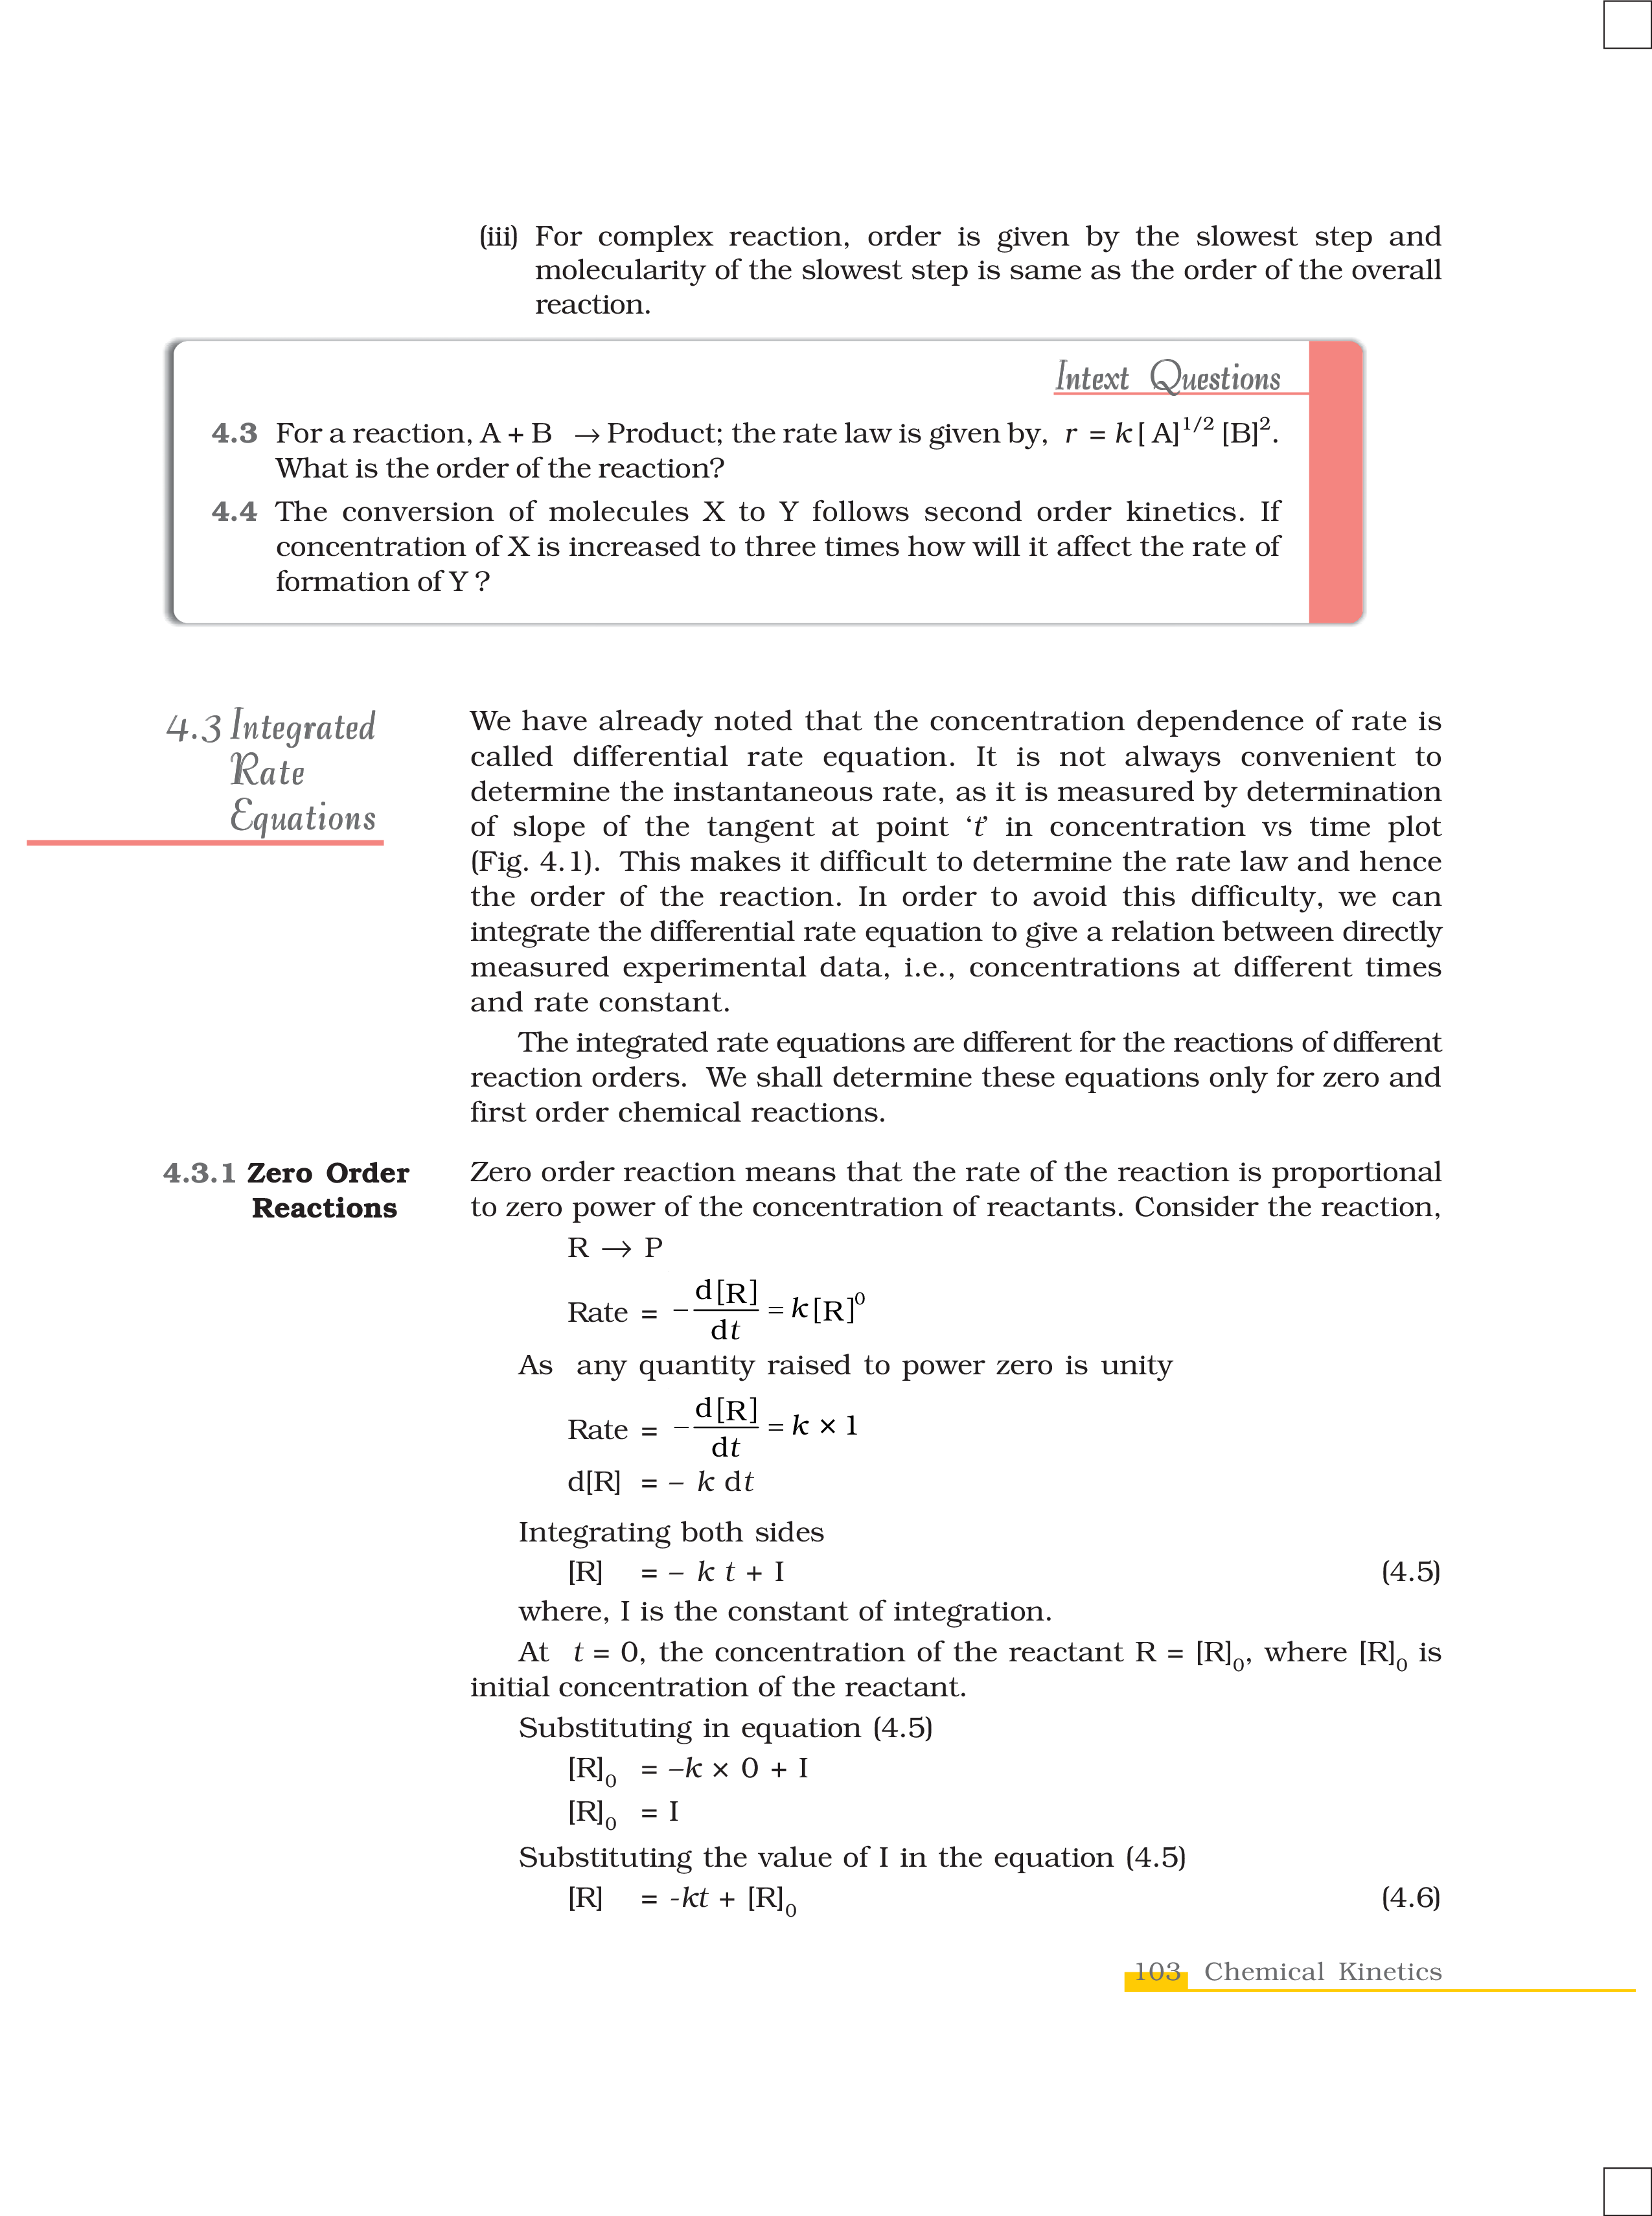 (iii) For complex reaction, order is given by the slowest step and
molecularity of the slowest step is same as the order of the overall
reaction.
Intext Questions
4.3 For a reaction, A + B → Product; the rate law is given by, r = k [ A]^1/2 [B]^2.
What is the order of the reaction?
4.4 The conversion of molecules X to Y follows second order kinetics. If
concentration of X is increased to three times how will it affect the rate of
formation of Y ?
4.3 Integrated
Rate
Equations
We have already noted that the concentration dependence of rate is
called differential rate equation. It is not always convenient to
determine the instantaneous rate, as it is measured by determination
of slope of the tangent at point ‘t’ in concentration vs time plot
(Fig. 4.1). This makes it difficult to determine the rate law and hence
the order of the reaction. In order to avoid this difficulty, we can
integrate the differential rate equation to give a relation between directly
measured experimental data, i.e., concentrations at different times
and rate constant.
The integrated rate equations are different for the reactions of different
reaction orders. We shall determine these equations only for zero and
first order chemical reactions.
4.3.1 Zero Order
Reactions
Zero order reaction means that the rate of the reaction is proportional
to zero power of the concentration of reactants. Consider the reaction,
R → P
Rate = − d[R]/dt = k[R]^0
As any quantity raised to power zero is unity
Rate = − d[R]/dt = k × 1
d[R] = – k dt
Integrating both sides
[R] = – k t + I (4.5)
where, I is the constant of integration.
At t = 0, the concentration of the reactant R = [R]₀, where [R]₀ is
initial concentration of the reactant.
Substituting in equation (4.5)
[R]₀ = –k × 0 + I
[R]₀ = I
Substituting the value of I in the equation (4.5)
[R] = -kt + [R]₀ (4.6)
103 Chemical Kinetics